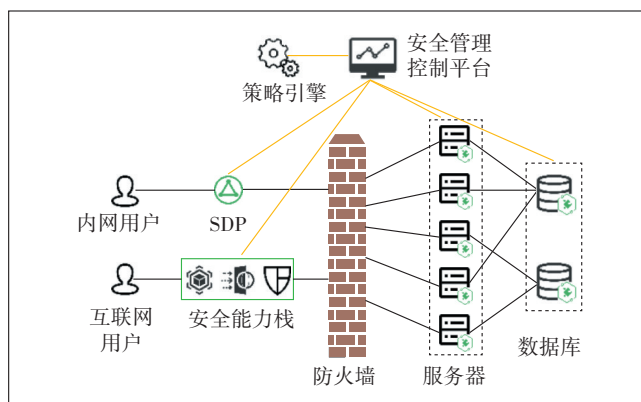 安全管理
控制平台
策略引擎
内网用户
SDP
互联网
用户
安全能力栈
防火墙
服务器
数据库